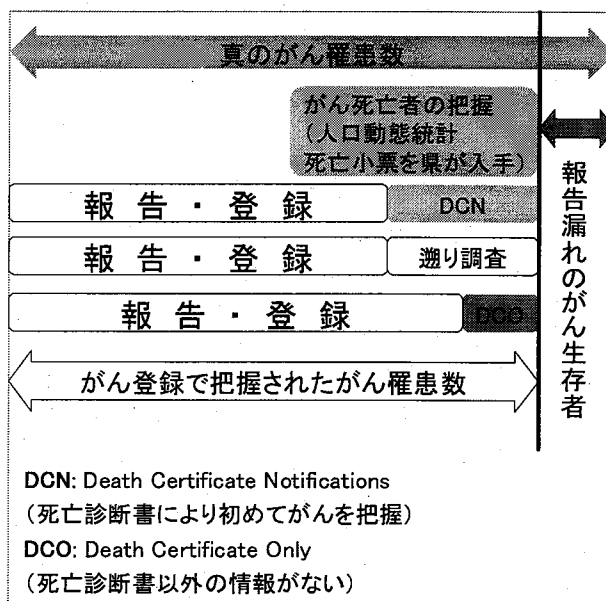 真のがん罹患数
がん死亡者の把握
（人口動態統計
死亡小票を県が入手）
報告・登録
DCN
報告・登録
遡り調査
報告・登録
DCO
がん登録で把握されたがん罹患数
報告漏れのがん生存者
DCN: Death Certificate Notifications
（死亡診断書により初めてがんを把握）
DCO: Death Certificate Only
（死亡診断書以外の情報がない）